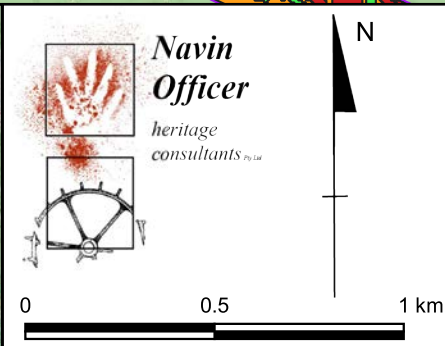 Navin
Officer
heritage
consultants Pty Ltd
N
0 0.5 1 km